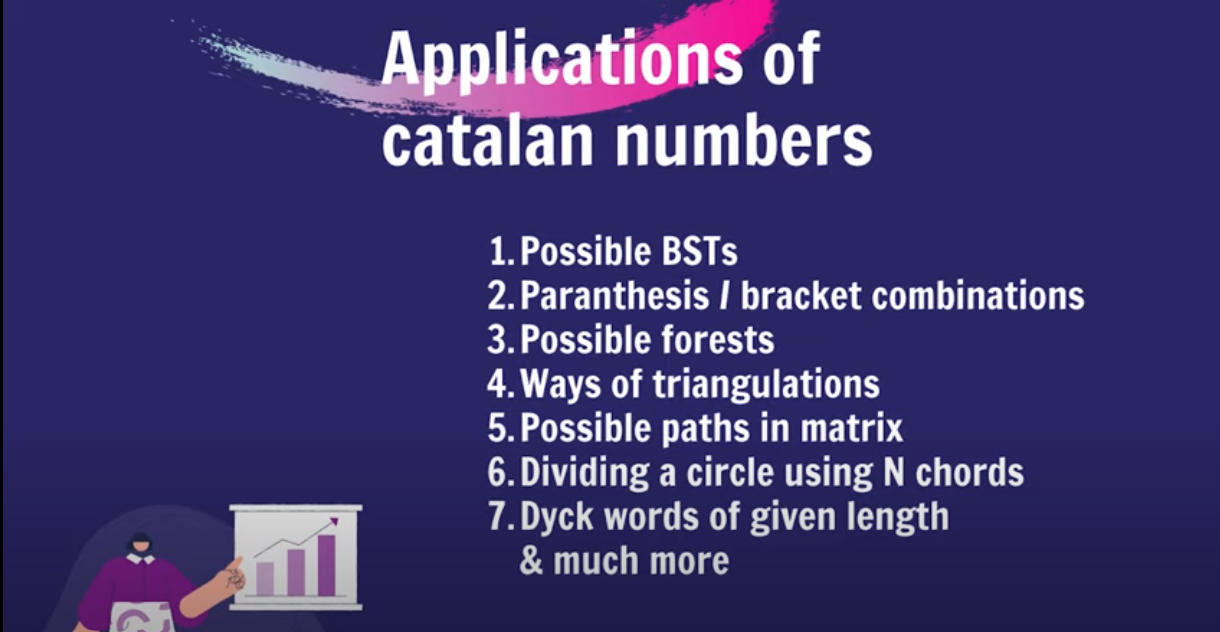 Applications of
catalan numbers
1. Possible BSTs
2. Paranthesis / bracket combinations
3. Possible forests
4. Ways of triangulations
5. Possible paths in matrix
6. Dividing a circle using N chords
7. Dyck words of given length
& much more